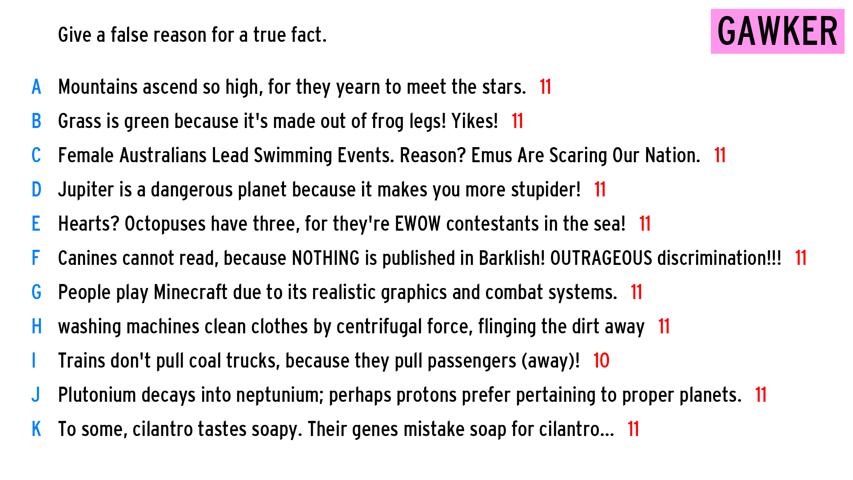 Give a false reason for a true fact.
GAWKER
A Mountains ascend so high, for they yearn to meet the stars. 11
B Grass is green because it's made out of frog legs! Yikes! 11
C Female Australians Lead Swimming Events. Reason? Emus Are Scaring Our Nation. 11
D Jupiter is a dangerous planet because it makes you more stupider! 11
E Hearts? Octopuses have three, for they're EWOW contestants in the sea! 11
F Canines cannot read, because NOTHING is published in Barklish! OUTRAGEOUS discrimination!!! 11
G People play Minecraft due to its realistic graphics and combat systems. 11
H washing machines clean clothes by centrifugal force, flinging the dirt away 11
I Trains don't pull coal trucks, because they pull passengers (away)! 10
J Plutonium decays into neptunium; perhaps protons prefer pertaining to proper planets. 11
K To some, cilantro tastes soapy. Their genes mistake soap for cilantro... 11